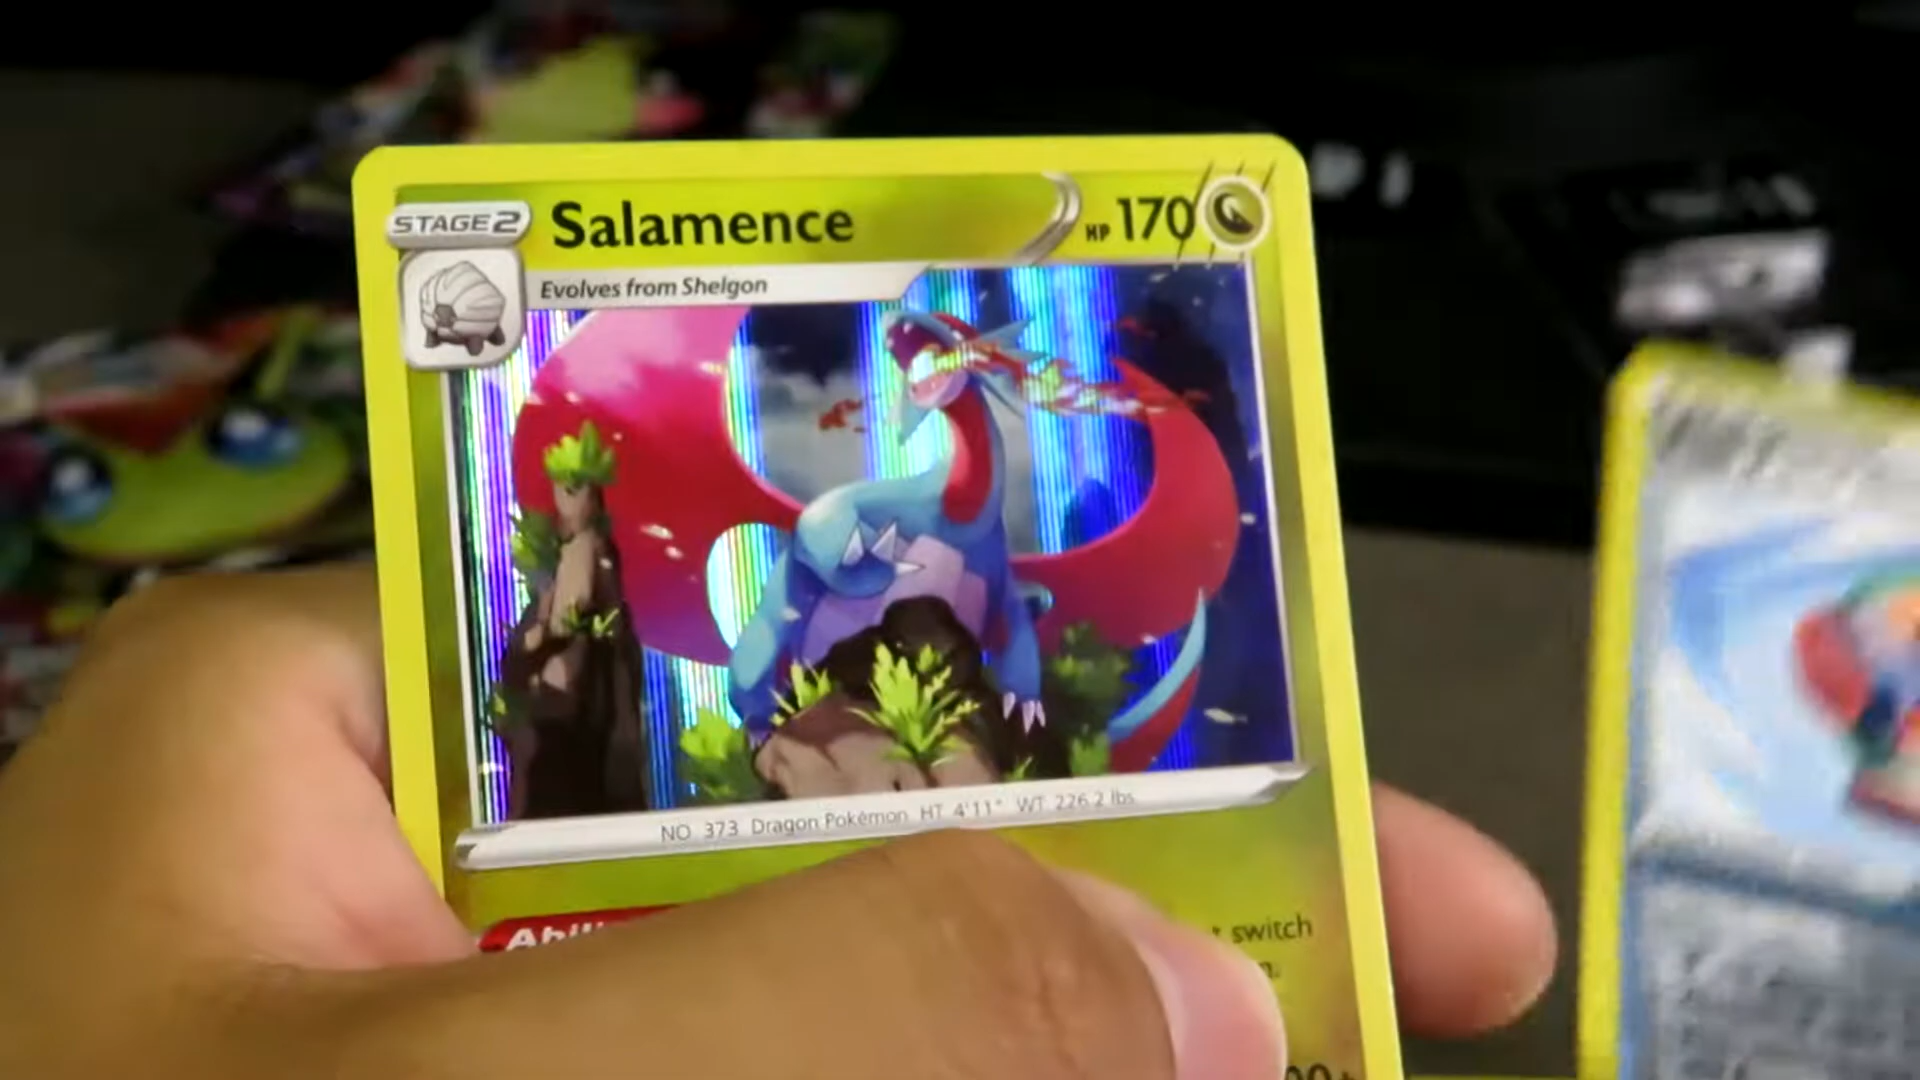 STAGE2 Salamence HP 170
Evolves from Shelgon
NO 373 Dragon Pokémon HT 4'11" WT 226.2 lbs
switch